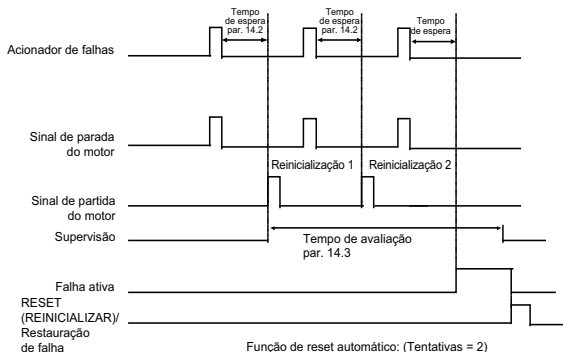 Tempo
de espera
par. 14.2
Tempo
de espera
par. 14.2
Tempo
de espera
Acionador de falhas
Sinal de parada
do motor
Reinicialização 1
Reinicialização 2
Sinal de partida
do motor
Supervisão
Tempo de avaliação
par. 14.3
Falha ativa
RESET
(REINICIALIZAR)/
Restauração
de falha
Função de reset automático: (Tentativas = 2)